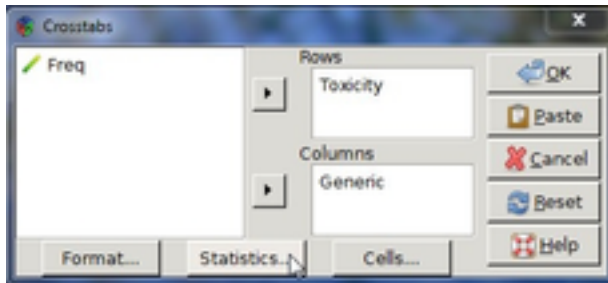 Crosstabs
Freq
Rows
Toxicity
Columns
Generic
OK
Paste
Cancel
Reset
Help
Format...
Statistics...
Cells...